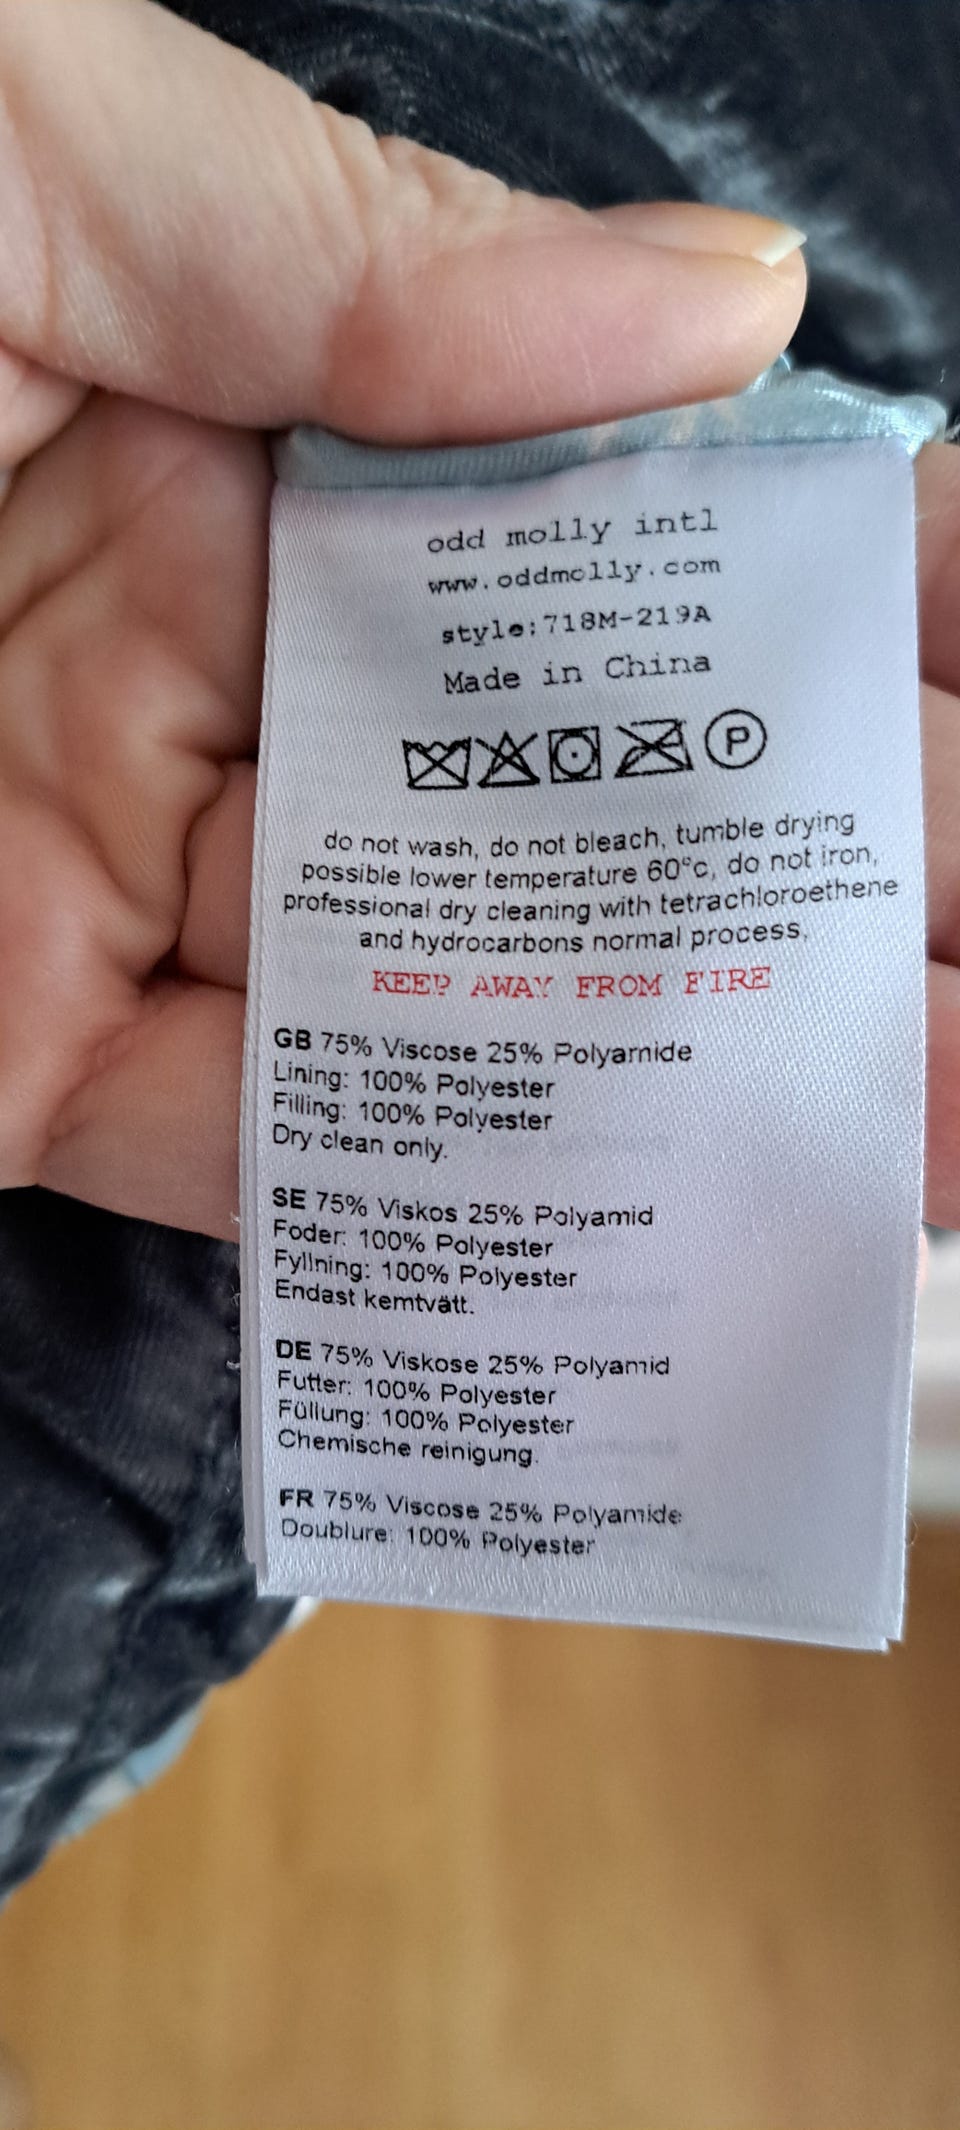 odd molly intl
www.oddmolly.com
style:718M-219A
Made in China
P
do not wash, do not bleach, tumble drying
possible lower temperature 60°c, do not iron,
professional dry cleaning with tetrachloroethene
and hydrocarbons normal process.
KEEP AWAY FROM FIRE
GB 75% Viscose 25% Polyamide
Lining: 100% Polyester
Filling: 100% Polyester
Dry clean only.
SE 75% Viskos 25% Polyamid
Foder: 100% Polyester
Fyllning: 100% Polyester
Endast kemtvätt.
DE 75% Viskose 25% Polyamid
Futter: 100% Polyester
Füllung: 100% Polyester
Chemische reinigung.
FR 75% Viscose 25% Polyamide
Doublure: 100% Polyester